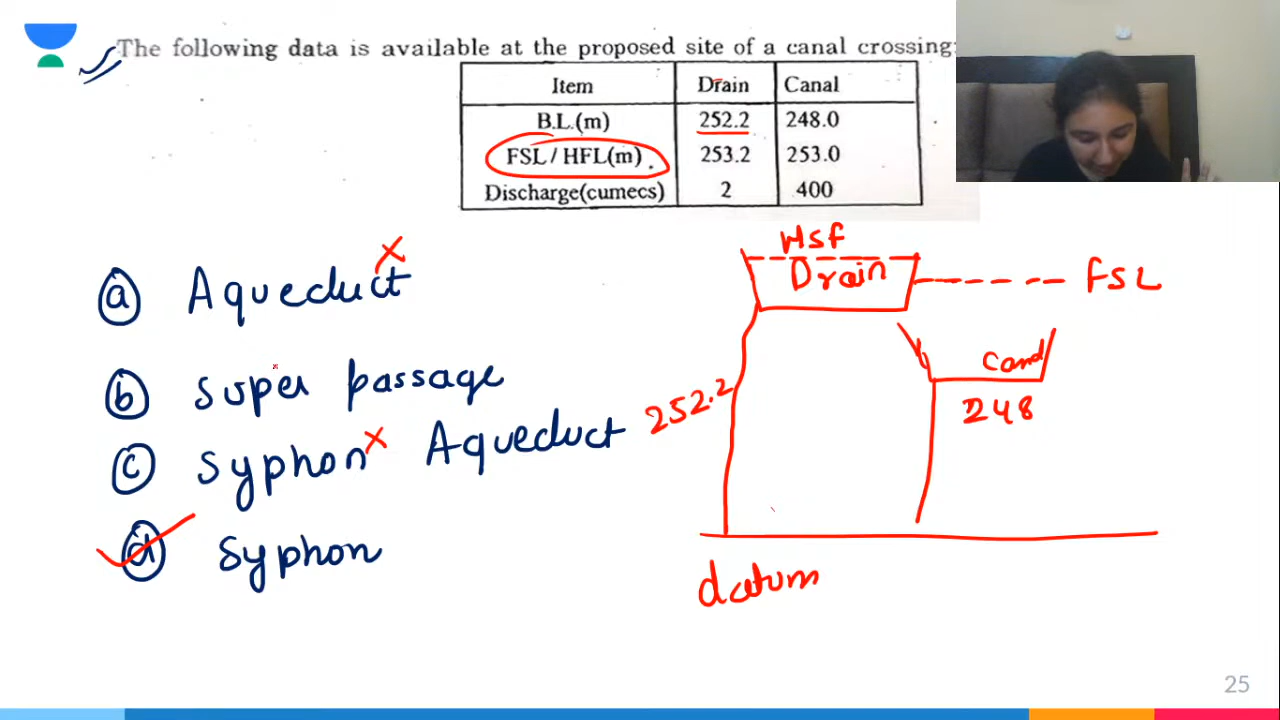 The following data is available at the proposed site of a canal crossing:
Item Drain Canal
B.L.(m) 252.2 248.0
FSL / HFL(m) 253.2 253.0
Discharge(cumecs) 2 400
a Aqueduct
b Super passage
c Syphon Aqueduct
d Syphon
Hsf
Drain
FSL
Canal
252.2
248
datum
25